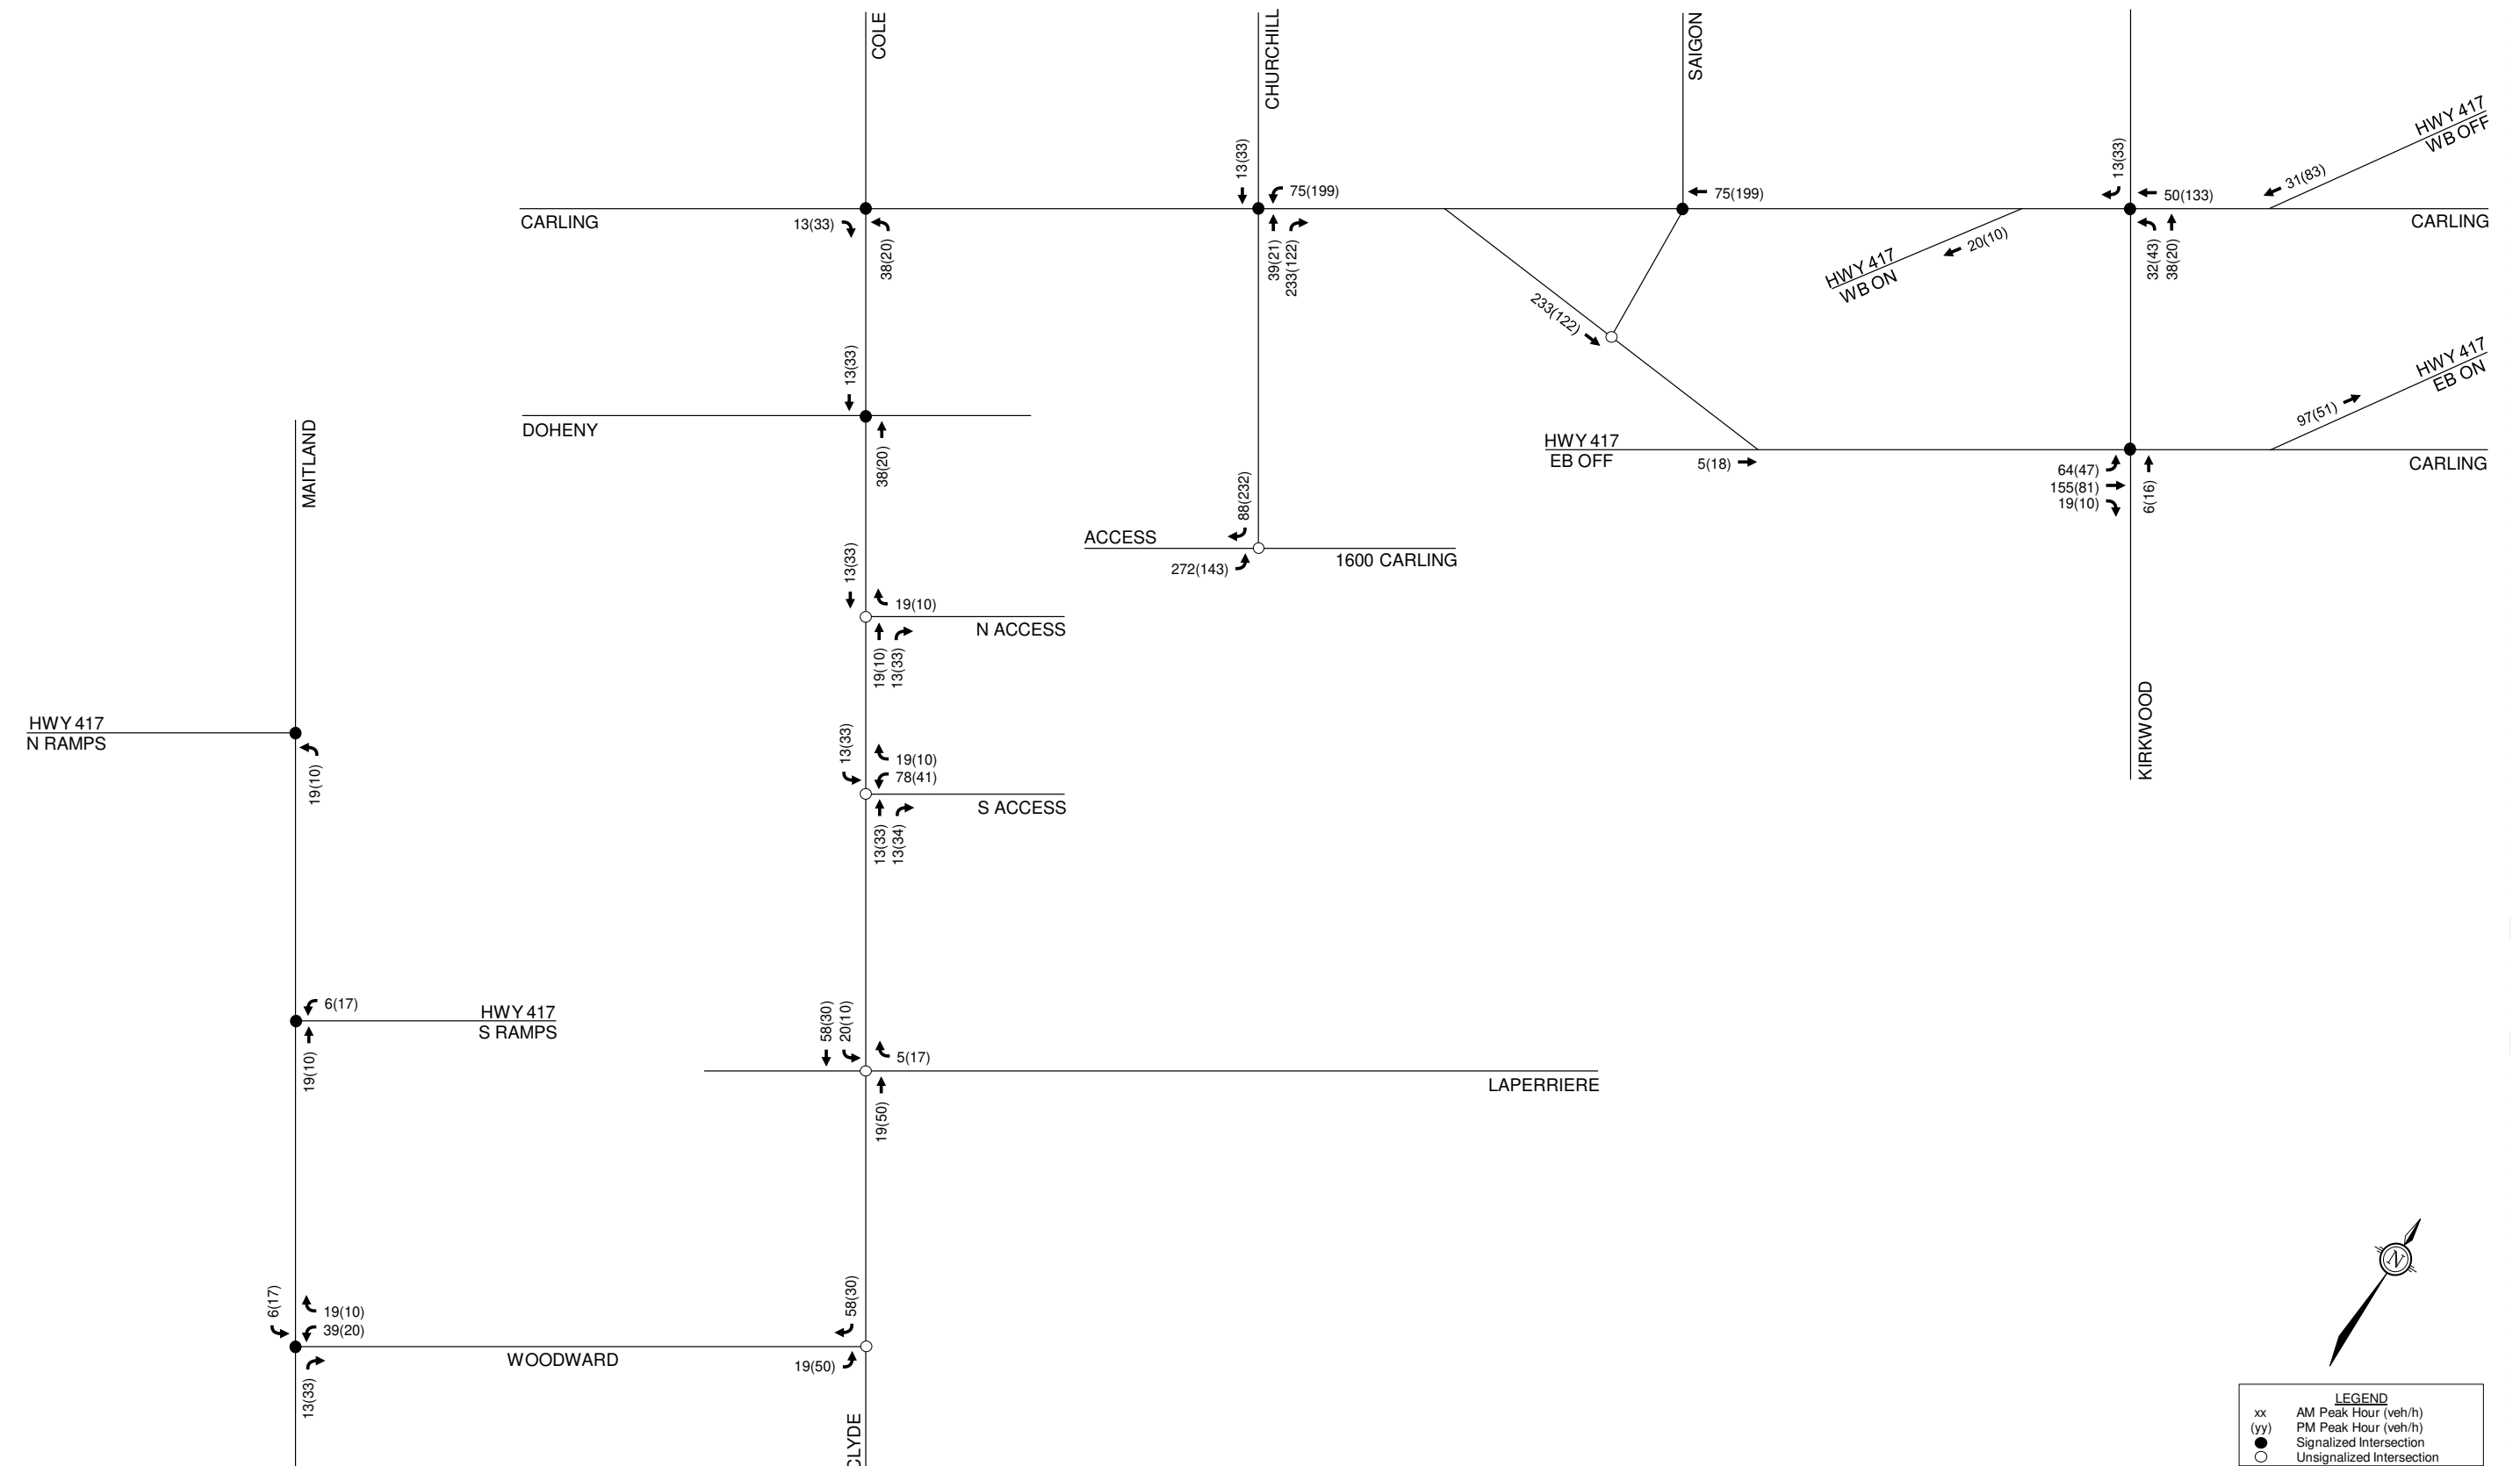 COLE
CHURCHILL
SAIGON
HWY 417
WB OFF
31(83)
13(33)
75(199)
75(199)
13(33)
50(133)
CARLING
13(33)
38(20)
39(21)
233(122)
20(10)
HWY 417
WB ON
32(43)
38(20)
CARLING
233(122)
13(33)
DOHENY
38(20)
HWY 417
EB ON
97(51)
HWY 417
EB OFF
5(18)
64(47)
155(81)
19(10)
6(16)
CARLING
MAITLAND
88(232)
ACCESS
272(143)
1600 CARLING
13(33)
19(10)
N ACCESS
19(10)
13(33)
KIRKWOOD
HWY 417
N RAMPS
19(10)
13(33)
19(10)
78(41)
S ACCESS
13(33)
13(34)
6(17)
HWY 417
S RAMPS
19(10)
58(30)
20(10)
5(17)
LAPERRIERE
19(50)
6(17)
19(10)
39(20)
58(30)
WOODWARD
19(50)
13(33)
CLYDE
N
LEGEND
xx AM Peak Hour (veh/h)
(yy) PM Peak Hour (veh/h)
Signalized Intersection
Unsignalized Intersection